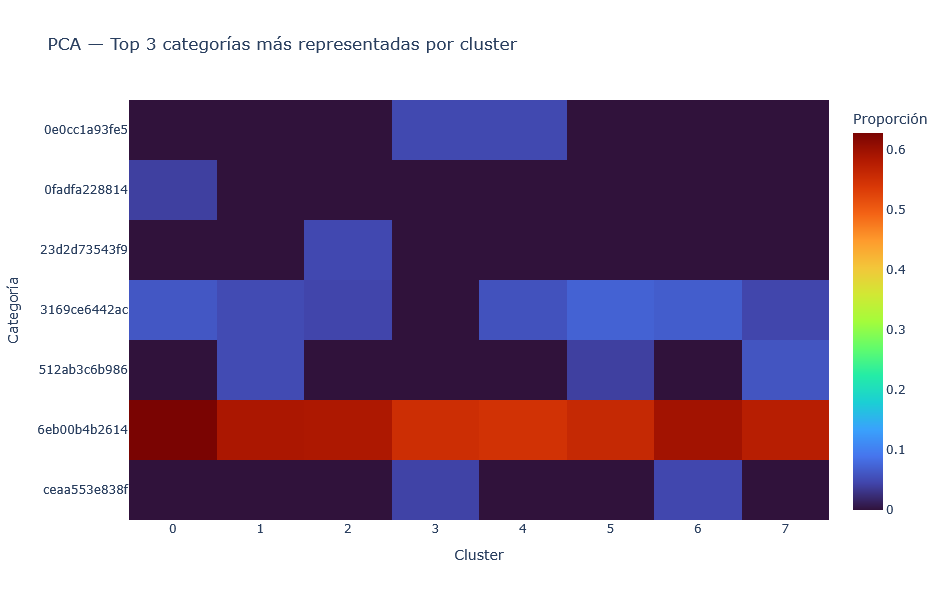 PCA — Top 3 categorías más representadas por cluster
Proporción
0e0cc1a93fe5
0fadfa228814
23d2d73543f9
3169ce6442ac
512ab3c6b986
6eb00b4b2614
ceaa553e838f
Categoría
0 1 2 3 4 5 6 7
Cluster
0.6
0.5
0.4
0.3
0.2
0.1
0